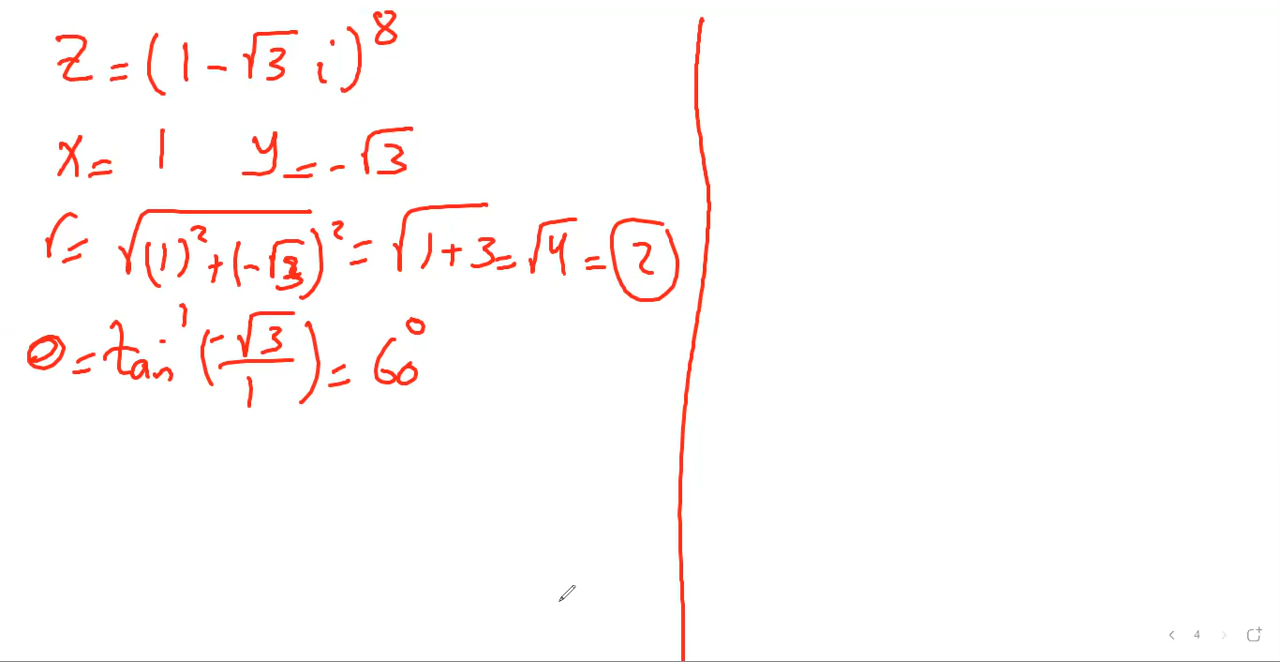 Z = (1 - √3 i)⁸
x = 1 y = -√3
r = √((1)² + (-√3)²) = √(1+3) = √4 = 2
θ = tan⁻¹(-√3/1) = 60°
4